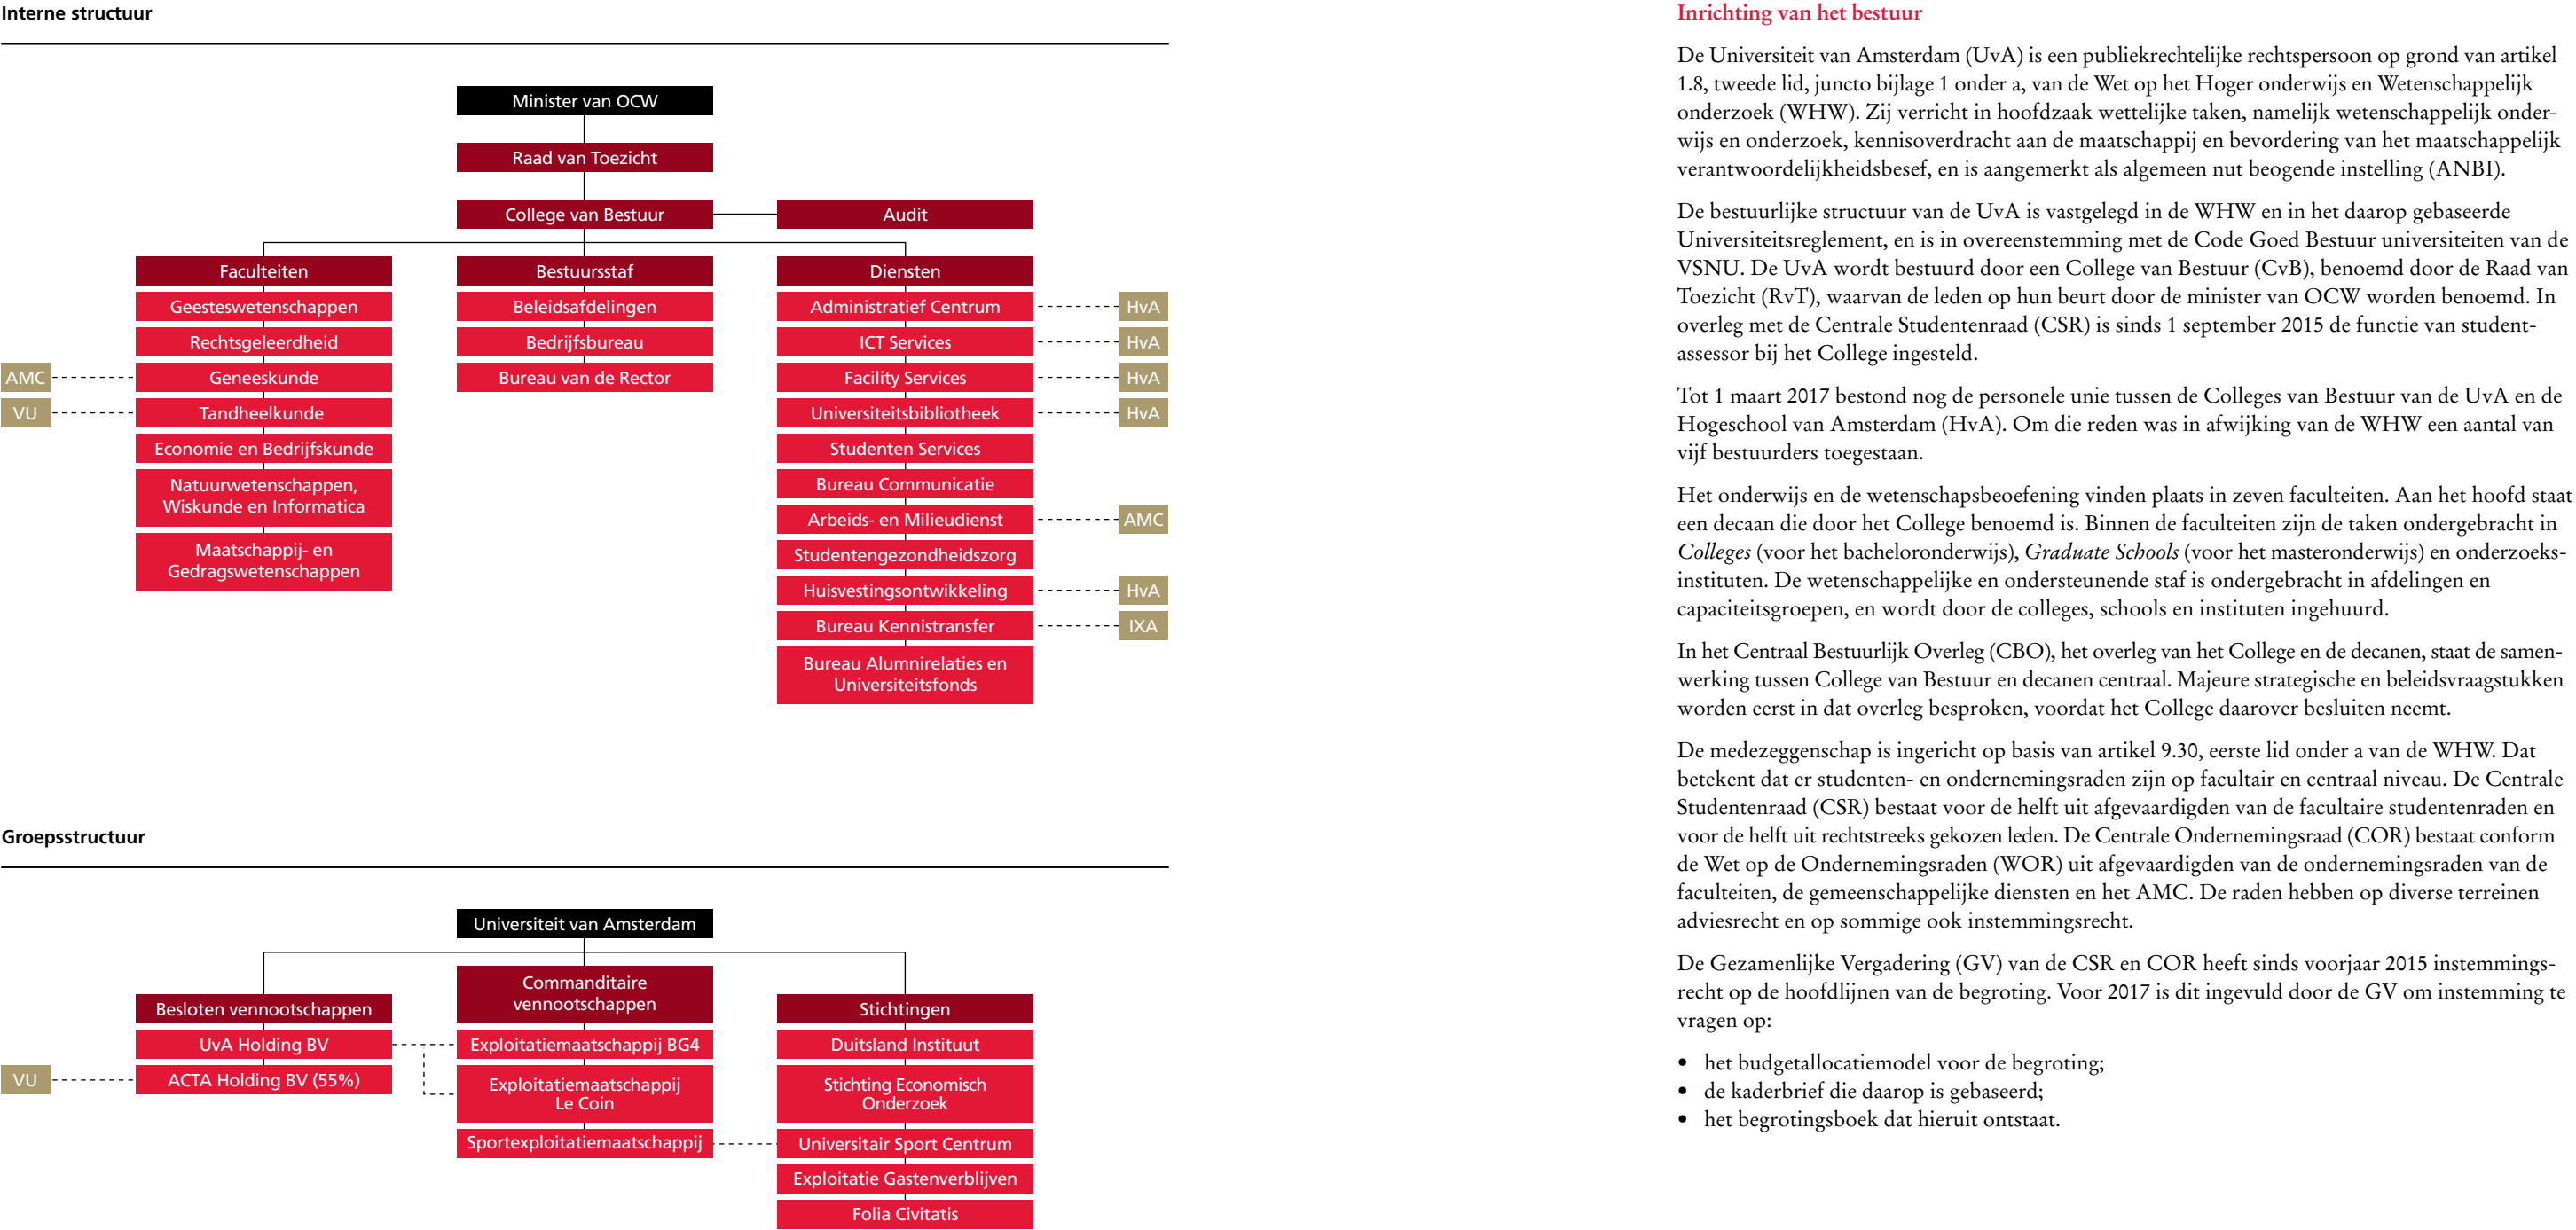 Interne structuur
Minister van OCW
Raad van Toezicht
College van Bestuur
Audit
Faculteiten
Geesteswetenschappen
Rechtsgeleerdheid
AMC
Geneeskunde
VU
Tandheelkunde
Economie en Bedrijfskunde
Natuurwetenschappen,
Wiskunde en Informatica
Maatschappij- en
Gedragswetenschappen
Bestuursstaf
Beleidsafdelingen
Bedrijfsbureau
Bureau van de Rector
Diensten
Administratief Centrum
HvA
ICT Services
HvA
Facility Services
HvA
Universiteitsbibliotheek
HvA
Studenten Services
Bureau Communicatie
Arbeids- en Milieudienst
AMC
Studentengezondheidszorg
Huisvestingsontwikkeling
HvA
Bureau Kennistransfer
IXA
Bureau Alumnirelaties en
Universiteitsfonds
Groepsstructuur
Universiteit van Amsterdam
Besloten vennootschappen
UvA Holding BV
VU
ACTA Holding BV (55%)
Commanditaire
vennootschappen
Exploitatiemaatschappij BG4
Exploitatiemaatschappij
Le Coin
Sportexploitatiemaatschappij
Stichtingen
Duitsland Instituut
Stichting Economisch
Onderzoek
Universitair Sport Centrum
Exploitatie Gastenverblijven
Folia Civitatis
Inrichting van het bestuur
De Universiteit van Amsterdam (UvA) is een publiekrechtelijke rechtspersoon op grond van artikel
1.8, tweede lid, juncto bijlage 1 onder a, van de Wet op het Hoger onderwijs en Wetenschappelijk
onderzoek (WHW). Zij verricht in hoofdzaak wettelijke taken, namelijk wetenschappelijk onder-
wijs en onderzoek, kennisoverdracht aan de maatschappij en bevordering van het maatschappelijk
verantwoordelijkheidsbesef, en is aangemerkt als algemeen nut beogende instelling (ANBI).
De bestuurlijke structuur van de UvA is vastgelegd in de WHW en in het daarop gebaseerde
Universiteitsreglement, en is in overeenstemming met de Code Goed Bestuur universiteiten van de
VSNU. De UvA wordt bestuurd door een College van Bestuur (CvB), benoemd door de Raad van
Toezicht (RvT), waarvan de leden op hun beurt door de minister van OCW worden benoemd. In
overleg met de Centrale Studentenraad (CSR) is sinds 1 september 2015 de functie van student-
assessor bij het College ingesteld.
Tot 1 maart 2017 bestond nog de personele unie tussen de Colleges van Bestuur van de UvA en de
Hogeschool van Amsterdam (HvA). Om die reden was in afwijking van de WHW een aantal van
vijf bestuurders toegestaan.
Het onderwijs en de wetenschapsbeoefening vinden plaats in zeven faculteiten. Aan het hoofd staat
een decaan die door het College benoemd is. Binnen de faculteiten zijn de taken ondergebracht in
Colleges (voor het bacheloronderwijs), Graduate Schools (voor het masteronderwijs) en onderzoeks-
instituten. De wetenschappelijke en ondersteunende staf is ondergebracht in afdelingen en
capaciteitsgroepen, en wordt door de colleges, schools en instituten ingehuurd.
In het Centraal Bestuurlijk Overleg (CBO), het overleg van het College en de decanen, staat de samen-
werking tussen College van Bestuur en decanen centraal. Majeure strategische en beleidsvraagstukken
worden eerst in dat overleg besproken, voordat het College daarover besluiten neemt.
De medezeggenschap is ingericht op basis van artikel 9.30, eerste lid onder a van de WHW. Dat
betekent dat er studenten- en ondernemingsraden zijn op facultair en centraal niveau. De Centrale
Studentenraad (CSR) bestaat voor de helft uit afgevaardigden van de facultaire studentenraden en
voor de helft uit rechtstreeks gekozen leden. De Centrale Ondernemingsraad (COR) bestaat conform
de Wet op de Ondernemingsraden (WOR) uit afgevaardigden van de ondernemingsraden van de
faculteiten, de gemeenschappelijke diensten en het AMC. De raden hebben op diverse terreinen
adviesrecht en op sommige ook instemmingsrecht.
De Gezamenlijke Vergadering (GV) van de CSR en COR heeft sinds voorjaar 2015 instemmings-
recht op de hoofdlijnen van de begroting. Voor 2017 is dit ingevuld door de GV om instemming te
vragen op:
• het budgetallocatiemodel voor de begroting;
• de kaderbrief die daarop is gebaseerd;
• het begrotingsboek dat hieruit ontstaat.